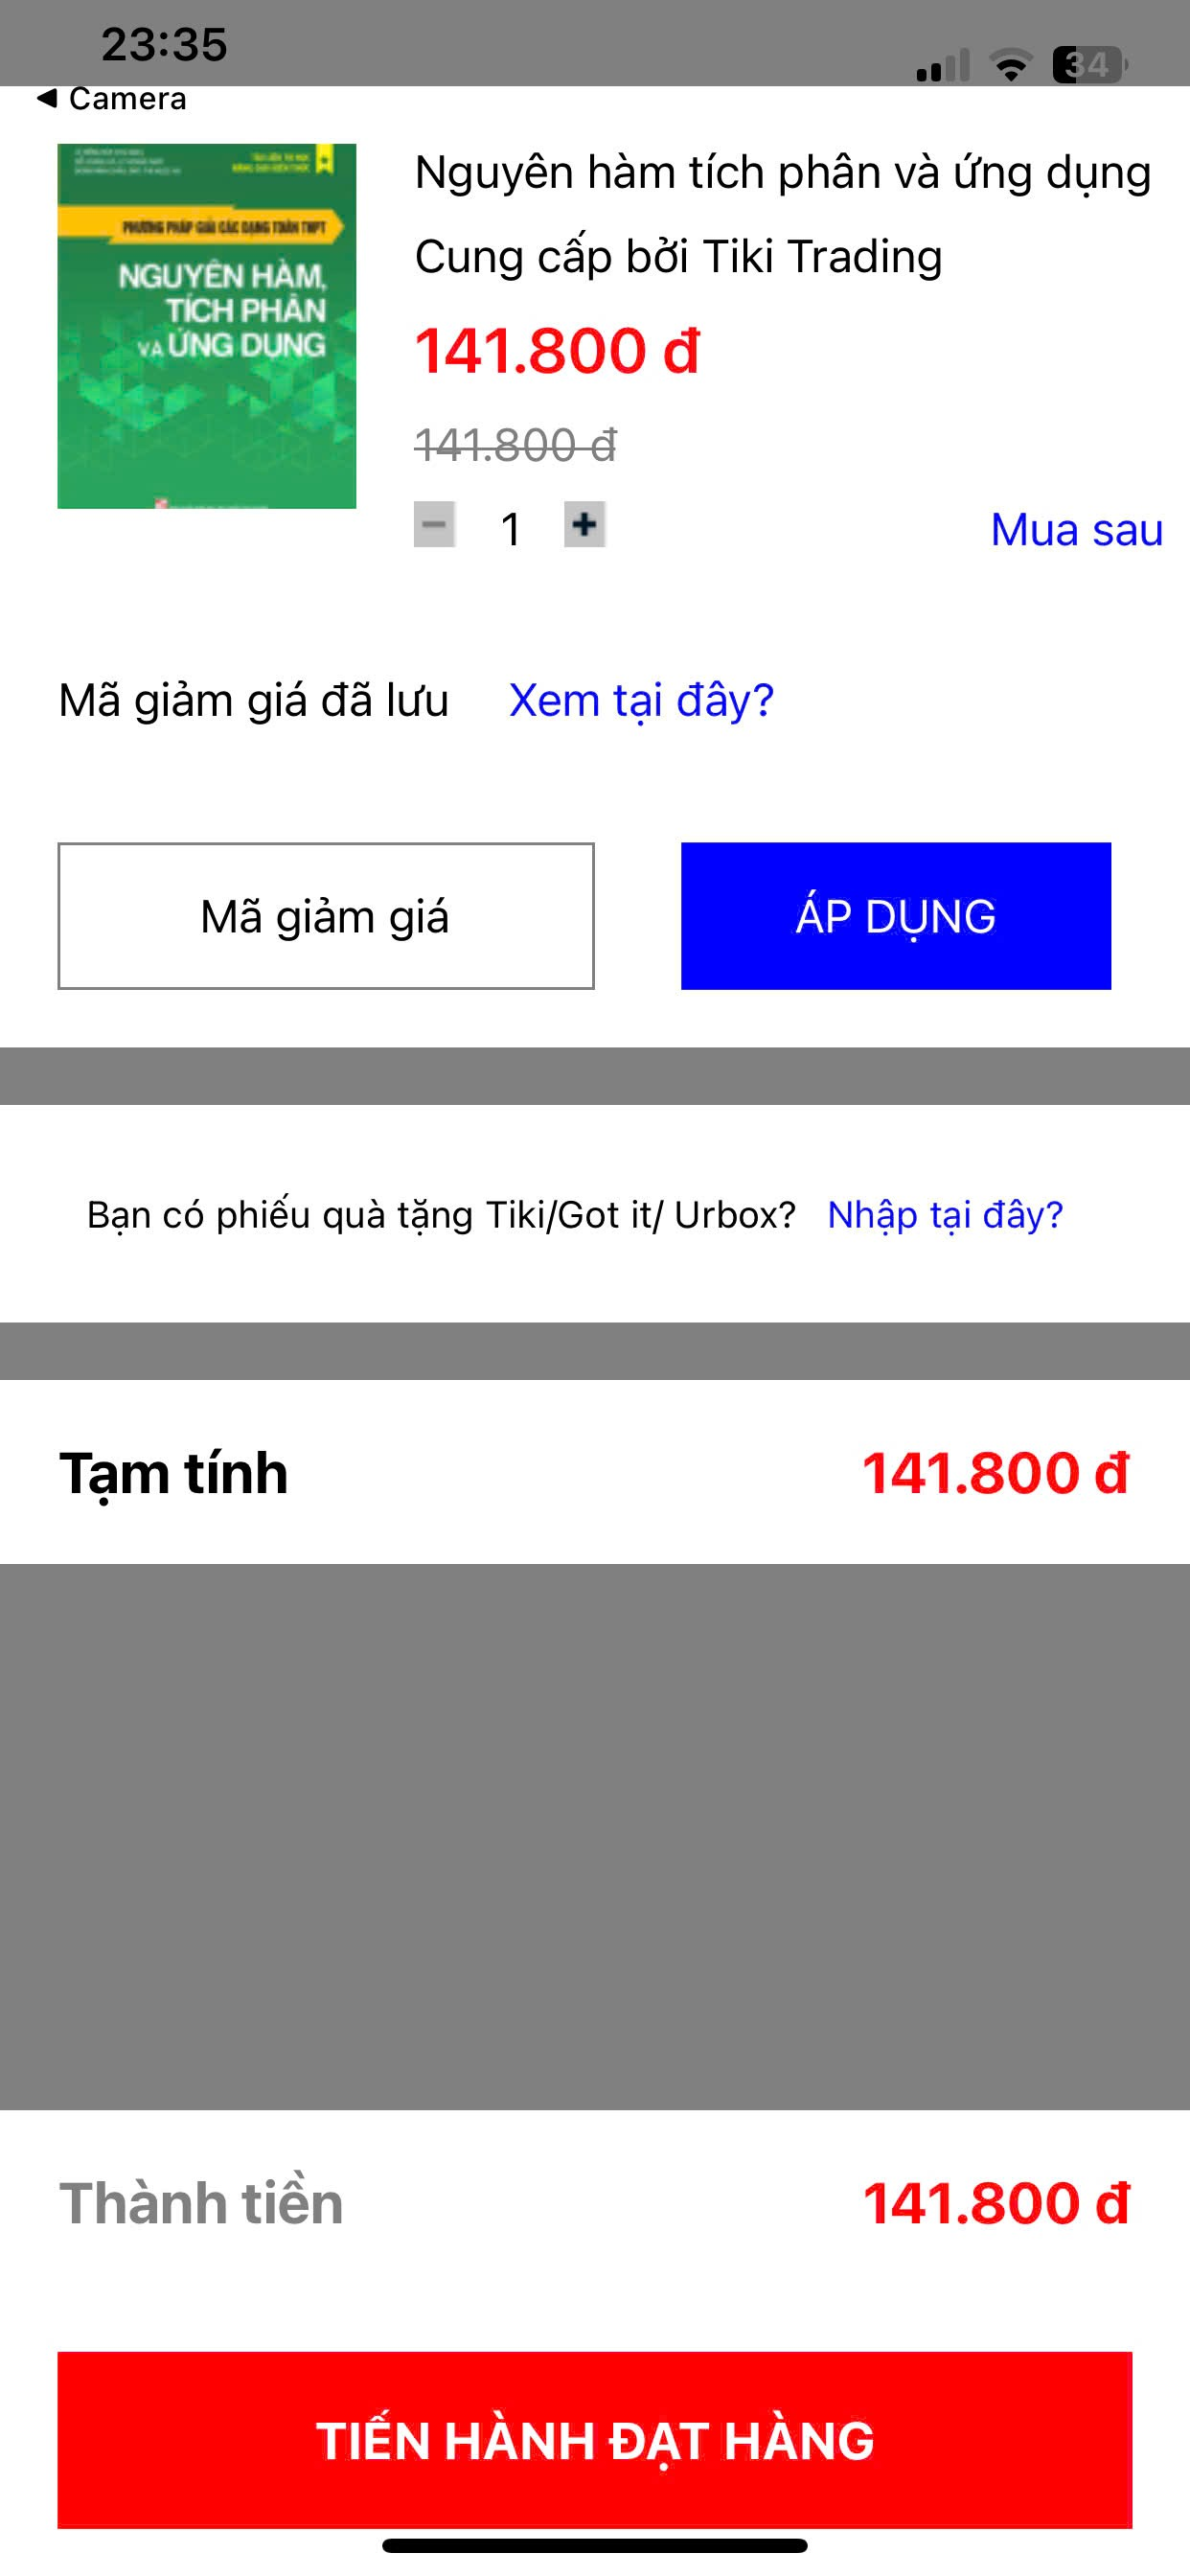 23:35
34
◀ Camera
PHƯƠNG PHÁP GIẢI CÁC DẠNG TOÁN THPT
NGUYÊN HÀM,
TÍCH PHÂN
VÀ ỨNG DỤNG
Nguyên hàm tích phân và ứng dụng
Cung cấp bởi Tiki Trading
141.800 đ
141.800 đ
1
Mua sau
Mã giảm giá đã lưu Xem tại đây?
Mã giảm giá
ÁP DỤNG
Bạn có phiếu quà tặng Tiki/Got it/ Urbox? Nhập tại đây?
Tạm tính 141.800 đ
Thành tiền 141.800 đ
TIẾN HÀNH ĐẠT HÀNG